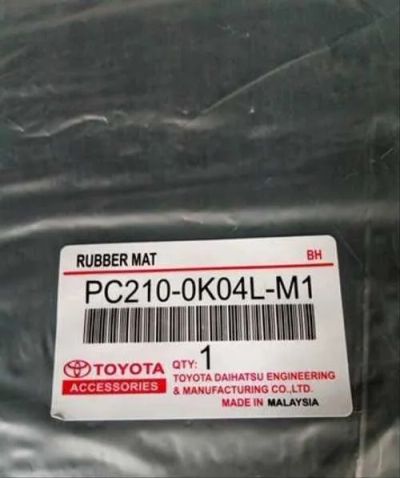 RUBBER MAT BH
PC210-0K04L-M1
TOYOTA
ACCESSORIES
QTY: 1
TOYOTA DAIHATSU ENGINEERING
& MANUFACTURING CO.,LTD.
MADE IN MALAYSIA